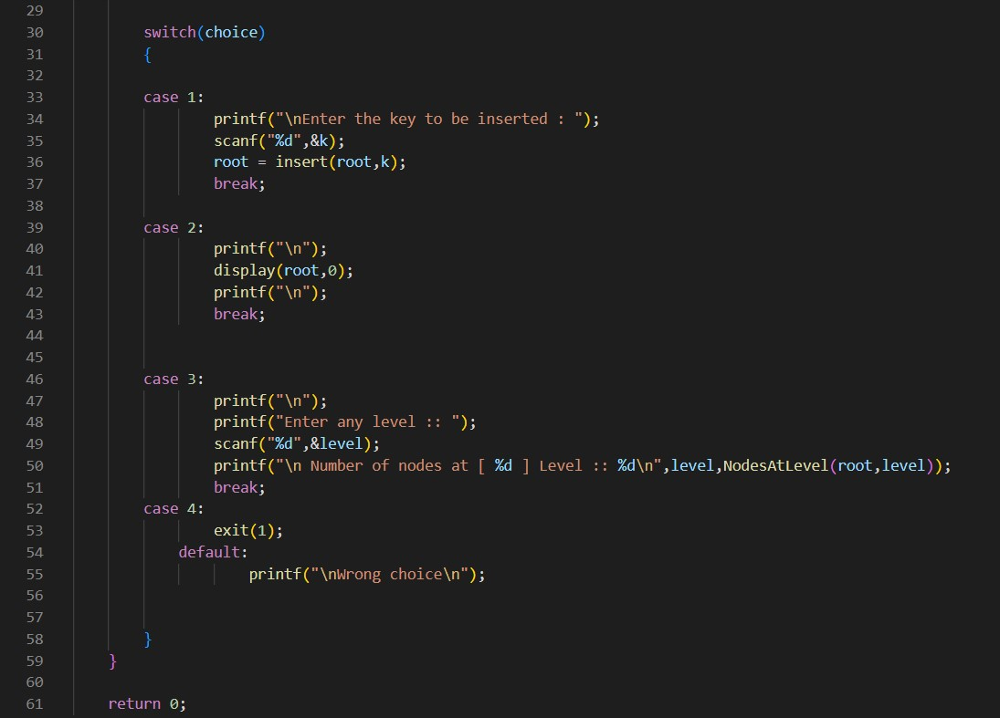 29
30 switch(choice)
31 {
32
33 case 1:
34 printf("\nEnter the key to be inserted : ");
35 scanf("%d",&k);
36 root = insert(root,k);
37 break;
38
39 case 2:
40 printf("\n");
41 display(root,0);
42 printf("\n");
43 break;
44
45
46 case 3:
47 printf("\n");
48 printf("Enter any level :: ");
49 scanf("%d",&level);
50 printf("\n Number of nodes at [ %d ] Level :: %d\n",level,NodesAtLevel(root,level));
51 break;
52 case 4:
53 exit(1);
54 default:
55 printf("\nWrong choice\n");
56
57
58 }
59 }
60
61 return 0;